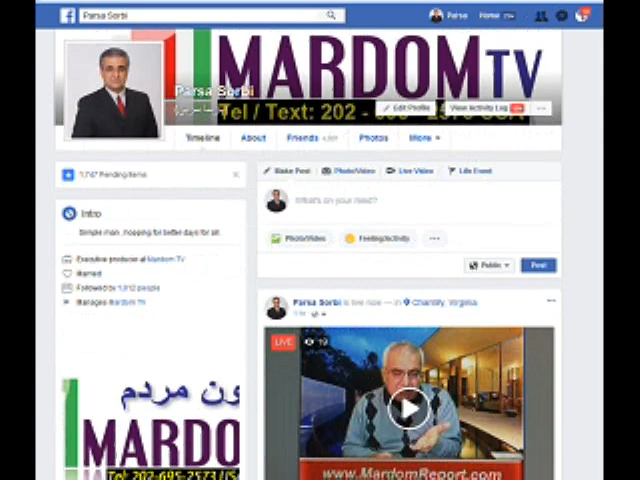 Parsa Sorbi
Parsa
Home
MARDOM TV
Parsa Sorbi
Tel / Text: 202 -
Edit Profile
View Activity Log
Timeline
About
Friends
Photos
More
1,747 Pending Items
Make Post
Photo/Video
Live Video
Life Event
What's on your mind?
Photo/Video
Feeling/Activity
Public
Post
Intro
Simple man ,hopping for better days for all.
Executive producer at Mardom TV
Married
Followed by 1,912 people
Manages Mardom TV
Parsa Sorbi is live now — in Chantilly, Virginia
LIVE
19
www.MardomReport.com
ون مردم
MARDO
Tel: 202-695-2573